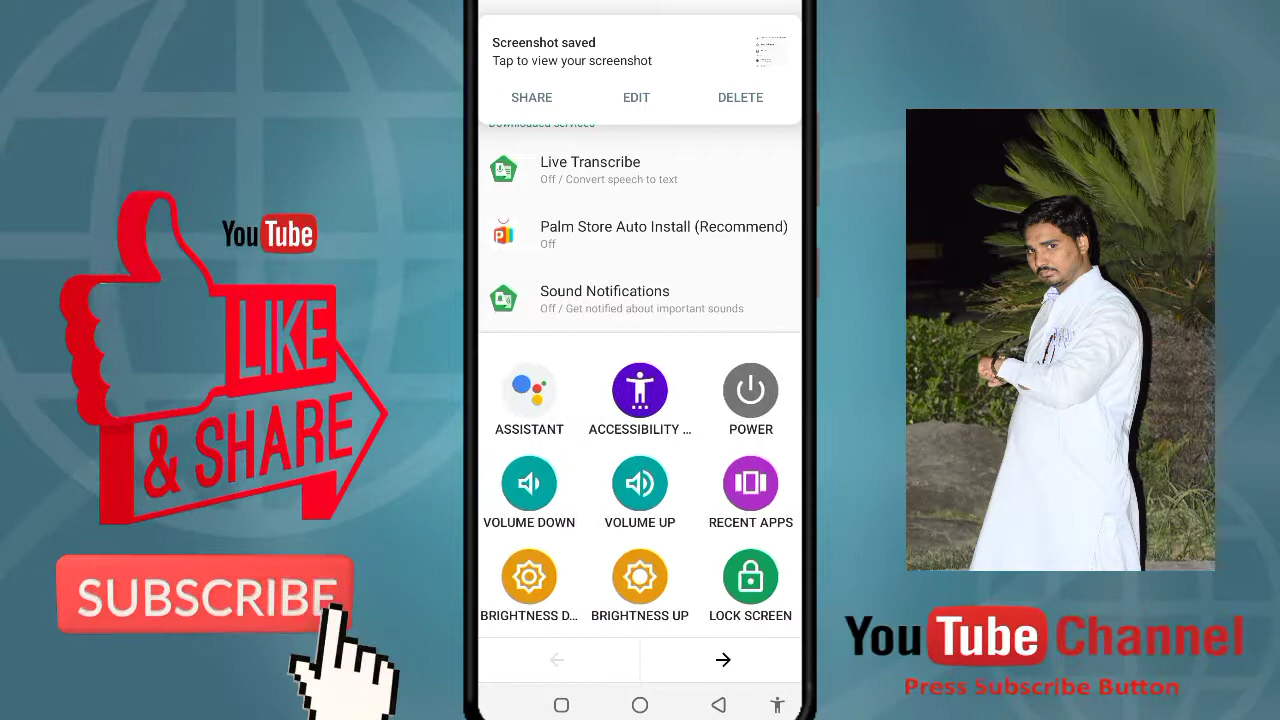 YouTube
LIKE
& SHARE
SUBSCRIBE
Screenshot saved
Tap to view your screenshot
SHARE EDIT DELETE
Downloaded services
Live Transcribe
Off / Convert speech to text
Palm Store Auto Install (Recommend)
Off
Sound Notifications
Off / Get notified about important sounds
ASSISTANT ACCESSIBILITY ... POWER
VOLUME DOWN VOLUME UP RECENT APPS
BRIGHTNESS D... BRIGHTNESS UP LOCK SCREEN
YouTube Channel
Press Subscribe Button